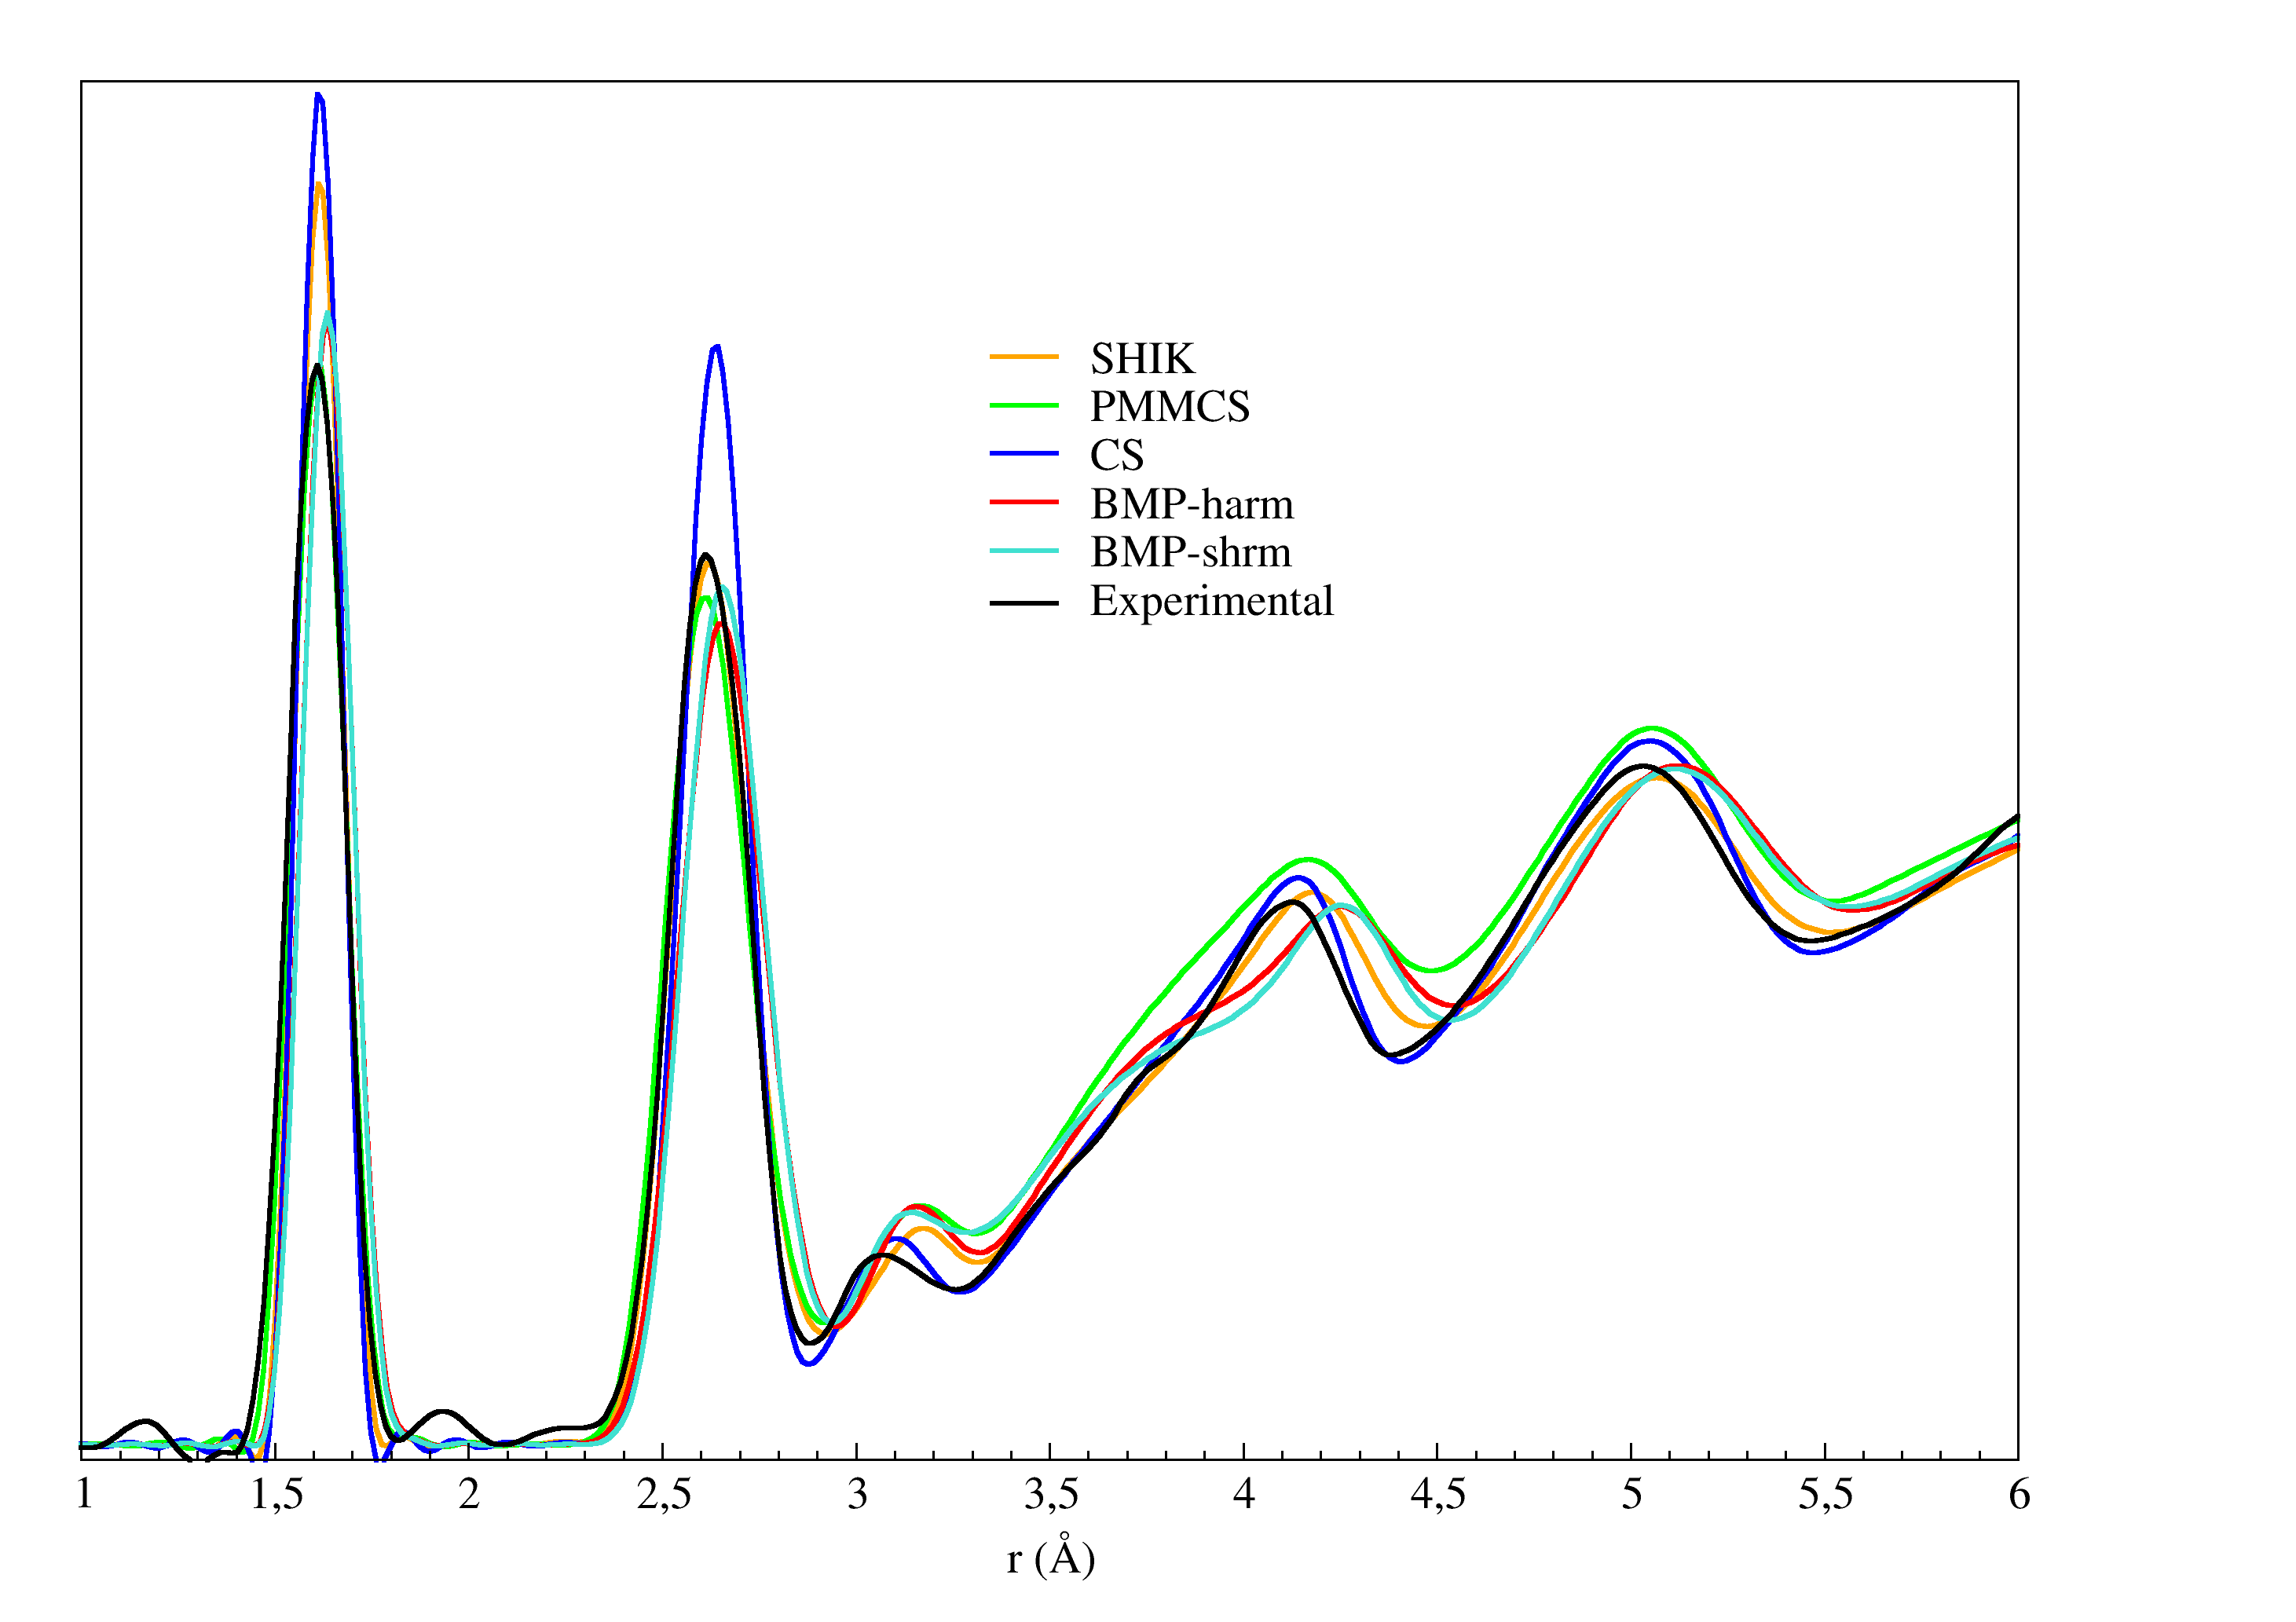 SHIK
PMMCS
CS
BMP-harm
BMP-shrm
Experimental
1 1,5 2 2,5 3 3,5 4 4,5 5 5,5 6
r (Å)